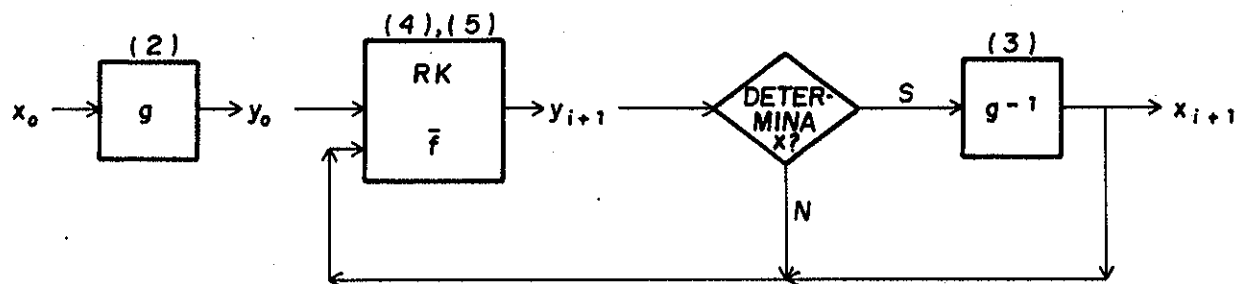 (2)
(4),(5)
(3)
x₀
g
y₀
RK
f̅
yᵢ₊₁
DETER-
MINA
x?
S
N
g-1
xᵢ₊₁